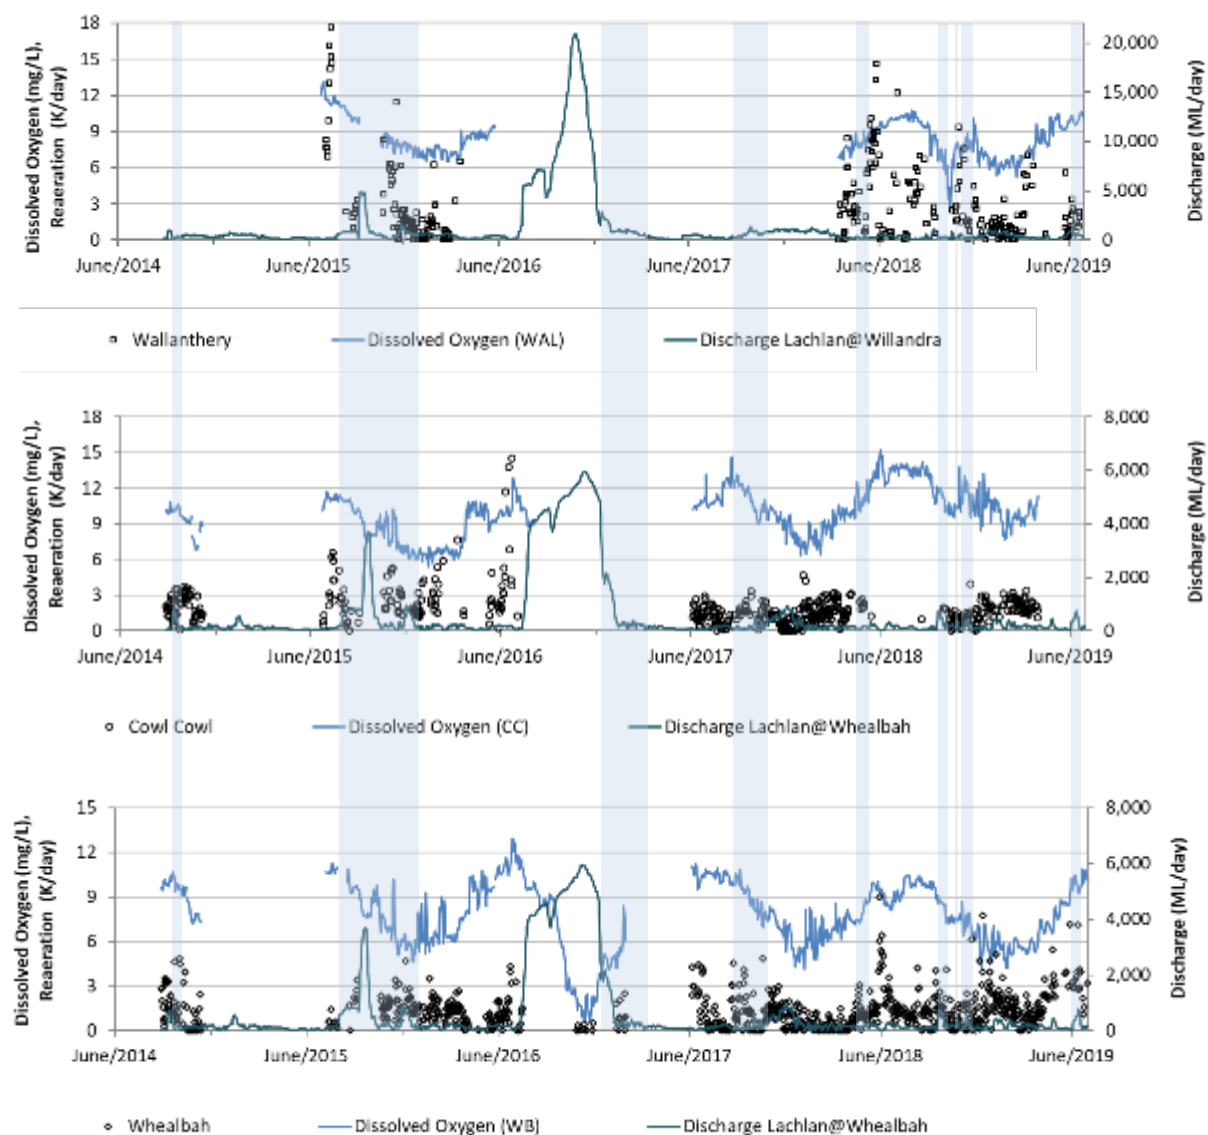 18
15
12
9
6
3
0
Dissolved Oxygen (mg/L),
Reaeration (K/day)
20,000
15,000
10,000
5,000
0
Discharge (ML/day)
June/2014 June/2015 June/2016 June/2017 June/2018 June/2019
Wallanthery Dissolved Oxygen (WAL) Discharge Lachlan@Willandra
18
15
12
9
6
3
0
Dissolved Oxygen (mg/L),
Reaeration (K/day)
8,000
6,000
4,000
2,000
0
Discharge (ML/day)
June/2014 June/2015 June/2016 June/2017 June/2018 June/2019
Cowl Cowl Dissolved Oxygen (CC) Discharge Lachlan@Whealbah
15
12
9
6
3
0
Dissolved Oxygen (mg/L),
Reaeration (K/day)
8,000
6,000
4,000
2,000
0
Discharge (ML/day)
June/2014 June/2015 June/2016 June/2017 June/2018 June/2019
Whealbah Dissolved Oxygen (WB) Discharge Lachlan@Whealbah